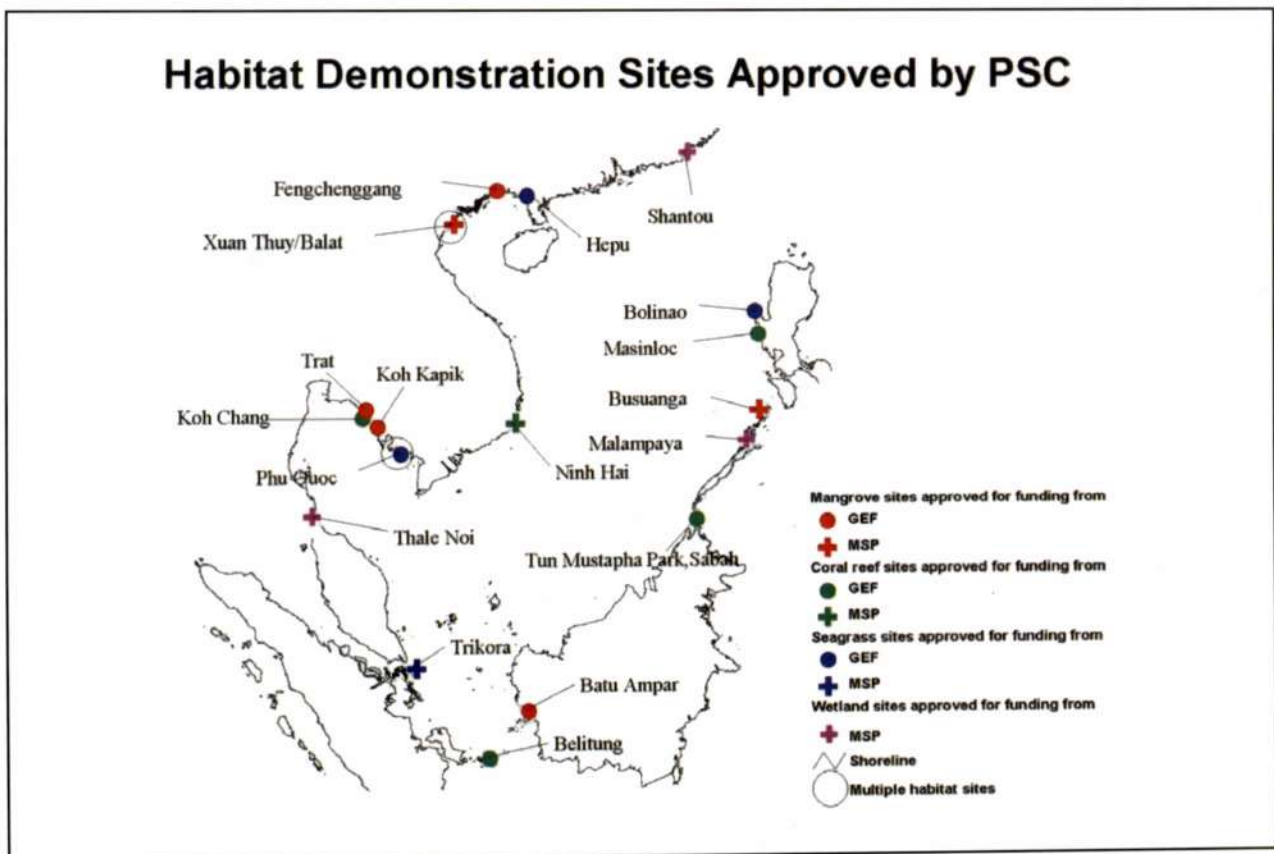 Habitat Demonstration Sites Approved by PSC
Fengchenggang
Shantou
Xuan Thuy/Balat
Hepu
Bolinao
Masinloc
Trat
Koh Kapik
Busuanga
Koh Chang
Malampaya
Phu Quoc
Ninh Hai
Thale Noi
Tun Mustapha Park,Sabah
Trikora
Batu Ampar
Belitung
Mangrove sites approved for funding from
GEF
MSP
Coral reef sites approved for funding from
GEF
MSP
Seagrass sites approved for funding from
GEF
MSP
Wetland sites approved for funding from
MSP
Shoreline
Multiple habitat sites